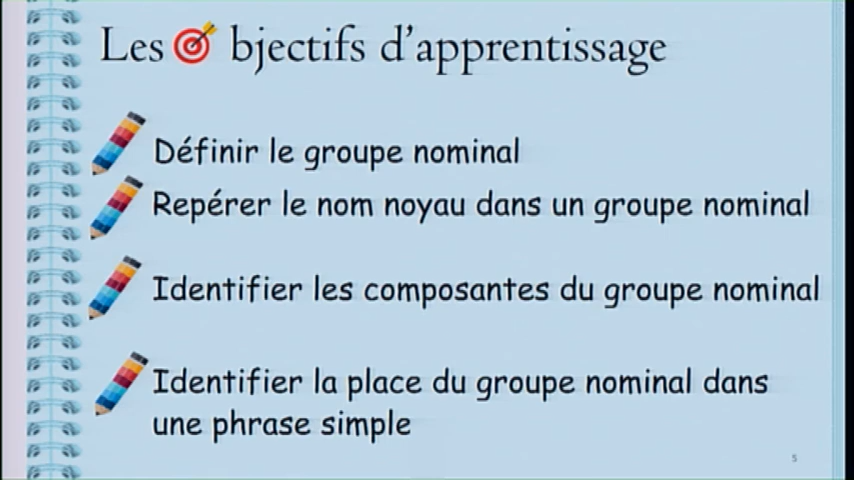 Les bjectifs d'apprentissage
Définir le groupe nominal
Repérer le nom noyau dans un groupe nominal
Identifier les composantes du groupe nominal
Identifier la place du groupe nominal dans
une phrase simple
5